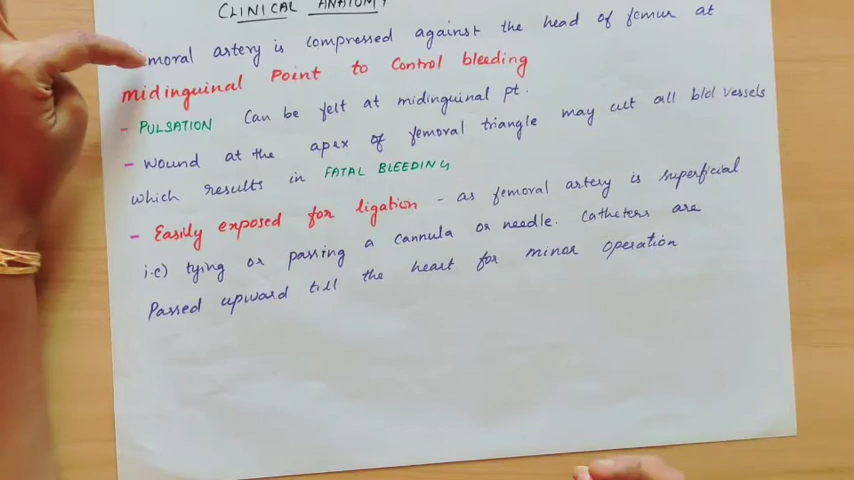 CLINICAL ANATOMY
emoral artery is compressed against the head of femur at
midinguinal Point to Control bleeding
- PULSATION Can be felt at midinguinal pt.
- wound at the apex of femoral triangle may cut all bld vessels
which results in FATAL BLEEDING
- Easily exposed for ligation - as femoral artery is superficial
i.e) tying or passing a cannula or needle. Catheters are
Passed upward till the heart for minor operation